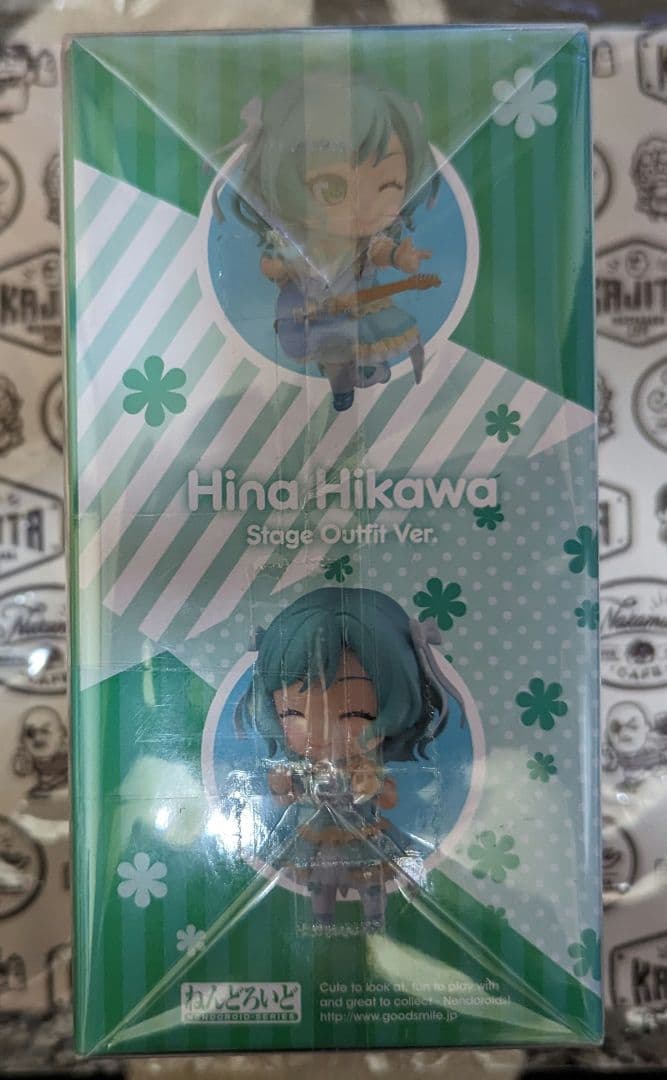 KAJITA
Hina Hikawa
Stage Outfit Ver.
ねんどろいど
NENDOROID SERIES
Cute to look at, fun to play with
and great to collect - Nendoroids!
http://www.goodsmile.jp